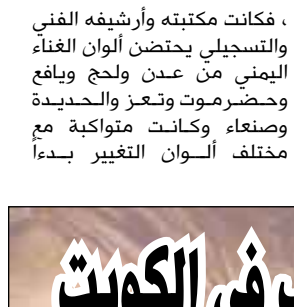 ، فكانت مكتبته وأرشيفه الفني
والتسجيلي يحتضن ألوان الغناء
اليمني من عدن ولحج ويافع
وحضرموت وتعز والحديدة
وصنعاء وكانت متواكبة مع
مختلف ألوان التغيير بدءاً
في الكويت